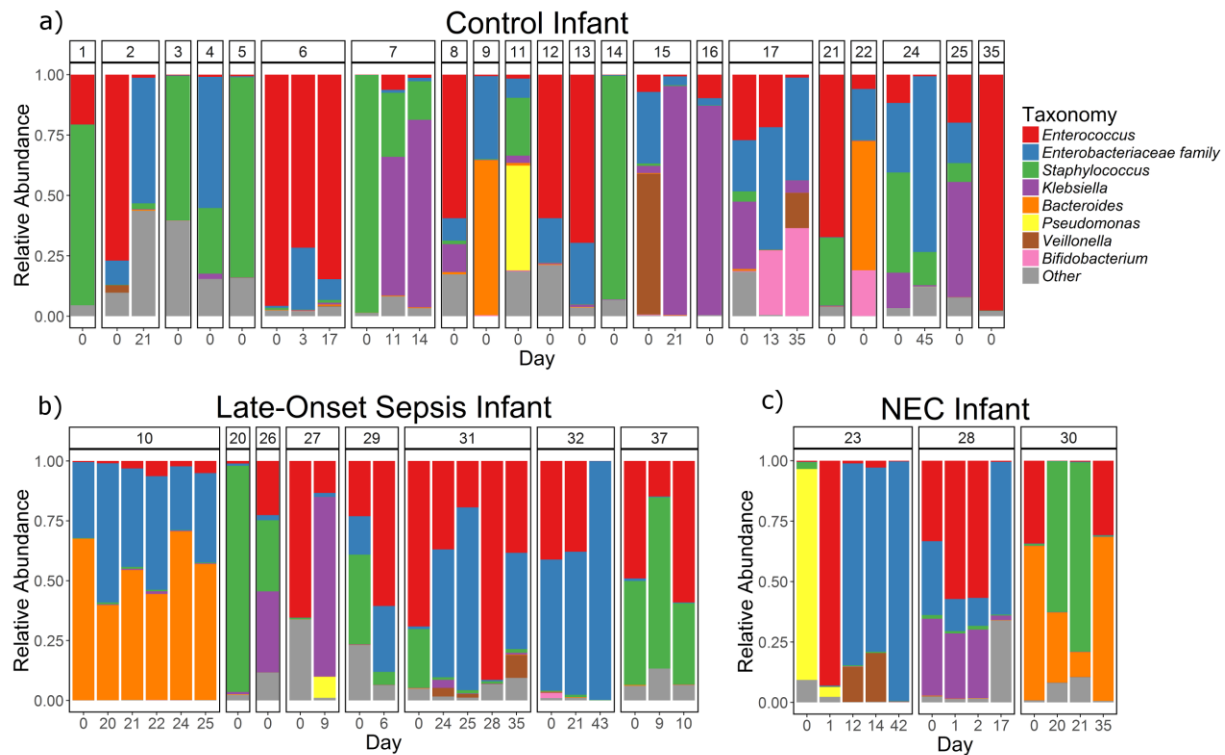 a) Control Infant
1 2 3 4 5 6 7 8 9 11 12 13 14 15 16 17 21 22 24 25 35
Relative Abundance
1.00
0.75
0.50
0.25
0.00
0 0 21 0 0 0 0 3 17 0 11 14 0 0 0 0 0 0 0 21 0 0 13 35 0 0 0 45 0 0
Day
Taxonomy
Enterococcus
Enterobacteriaceae family
Staphylococcus
Klebsiella
Bacteroides
Pseudomonas
Veillonella
Bifidobacterium
Other
b) Late-Onset Sepsis Infant
10 20 26 27 29 31 32 37
Relative Abundance
1.00
0.75
0.50
0.25
0.00
0 20 21 22 24 25 0 0 0 9 0 6 0 24 25 28 35 0 21 43 0 9 10
Day
c) NEC Infant
23 28 30
Relative Abundance
1.00
0.75
0.50
0.25
0.00
0 1 12 14 42 0 1 2 17 0 20 21 35
Day